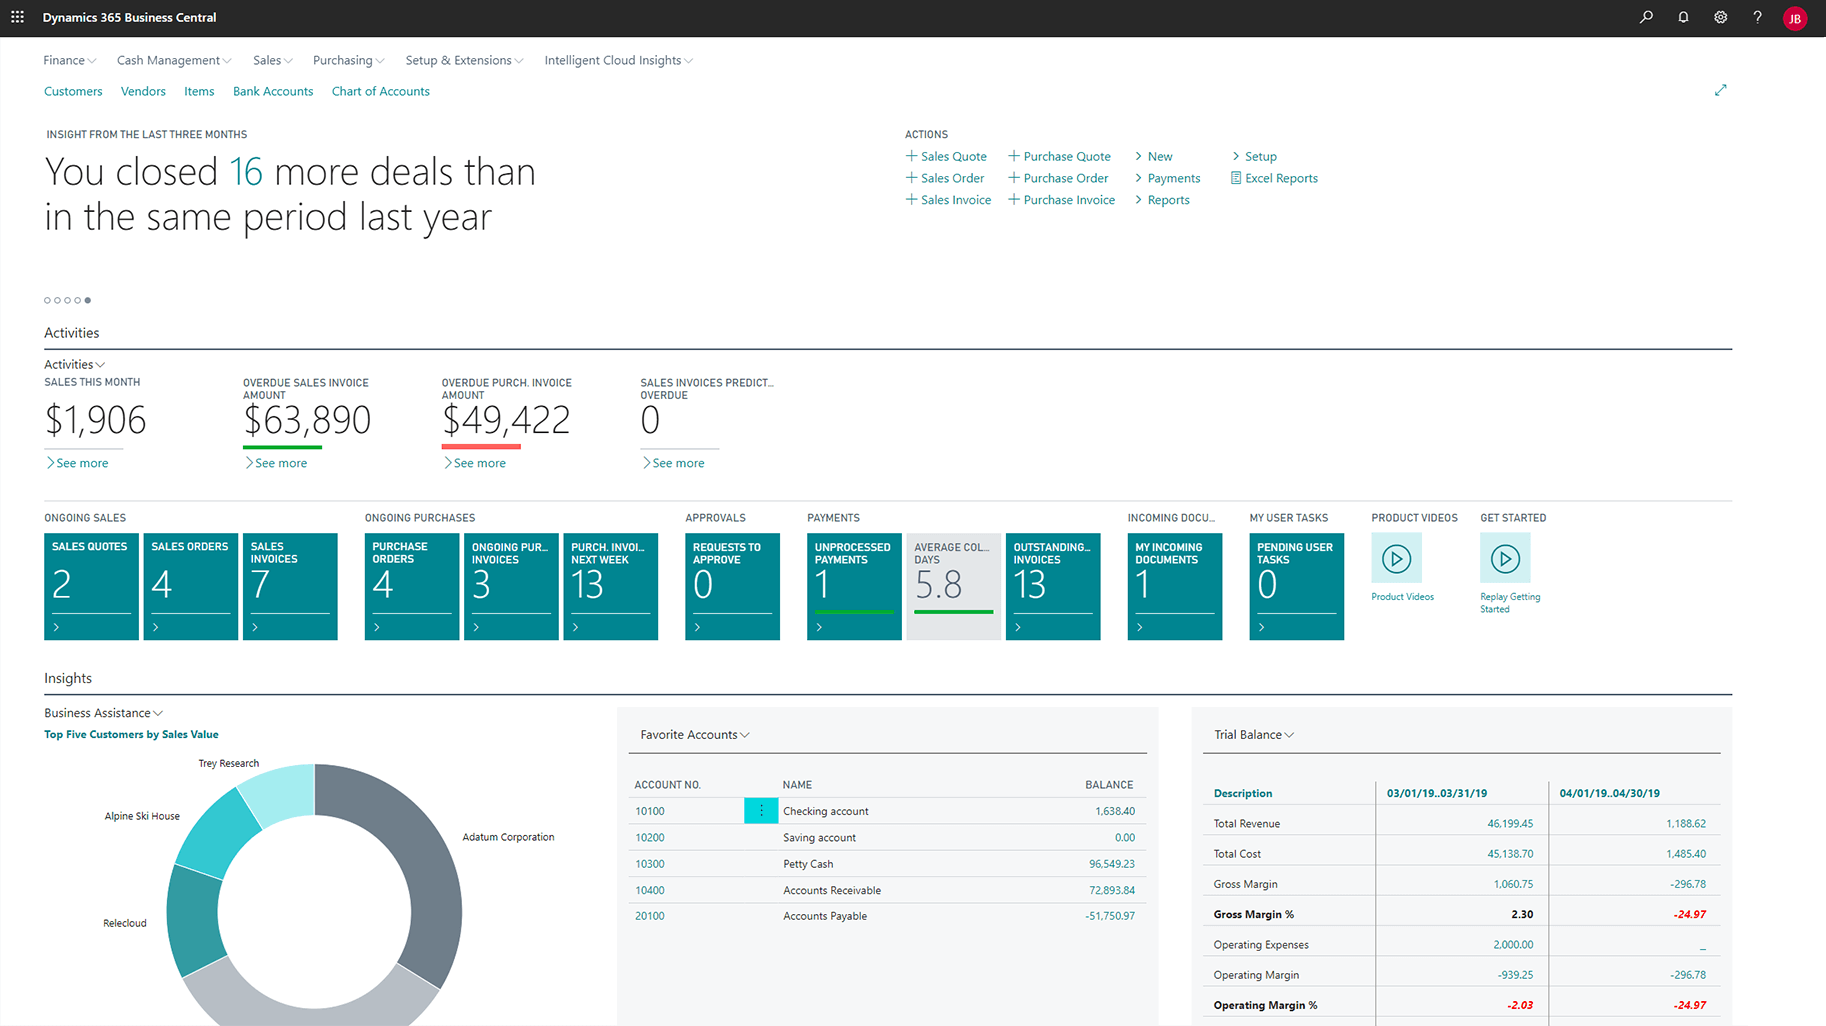 Dynamics 365 Business Central
?
JB
Finance Cash Management Sales Purchasing Setup & Extensions Intelligent Cloud Insights
Customers Vendors Items Bank Accounts Chart of Accounts
INSIGHT FROM THE LAST THREE MONTHS
You closed 16 more deals than
in the same period last year
ACTIONS
+ Sales Quote + Purchase Quote > New > Setup
+ Sales Order + Purchase Order > Payments Excel Reports
+ Sales Invoice + Purchase Invoice > Reports
Activities
Activities
SALES THIS MONTH
$1,906
>See more
OVERDUE SALES INVOICE
AMOUNT
$63,890
>See more
OVERDUE PURCH. INVOICE
AMOUNT
$49,422
>See more
SALES INVOICES PREDICT...
OVERDUE
0
>See more
ONGOING SALES
SALES QUOTES
2
SALES ORDERS
4
SALES
INVOICES
7
ONGOING PURCHASES
PURCHASE
ORDERS
4
ONGOING PUR...
INVOICES
3
PURCH. INVOI...
NEXT WEEK
13
APPROVALS
REQUESTS TO
APPROVE
0
PAYMENTS
UNPROCESSED
PAYMENTS
1
AVERAGE COL...
DAYS
5.8
OUTSTANDING...
INVOICES
13
INCOMING DOCU...
MY INCOMING
DOCUMENTS
1
MY USER TASKS
PENDING USER
TASKS
0
PRODUCT VIDEOS
Product Videos
GET STARTED
Replay Getting
Started
Insights
Business Assistance
Top Five Customers by Sales Value
Trey Research
Alpine Ski House
Adatum Corporation
Relecloud
Favorite Accounts
ACCOUNT NO. NAME BALANCE
10100 Checking account 1,638.40
10200 Saving account 0.00
10300 Petty Cash 96,549.23
10400 Accounts Receivable 72,893.84
20100 Accounts Payable -51,750.97
Trial Balance
Description 03/01/19..03/31/19 04/01/19..04/30/19
Total Revenue 46,199.45 1,188.62
Total Cost 45,138.70 1,485.40
Gross Margin 1,060.75 -296.78
Gross Margin % 2.30 -24.97
Operating Expenses 2,000.00 _
Operating Margin -939.25 -296.78
Operating Margin % -2.03 -24.97